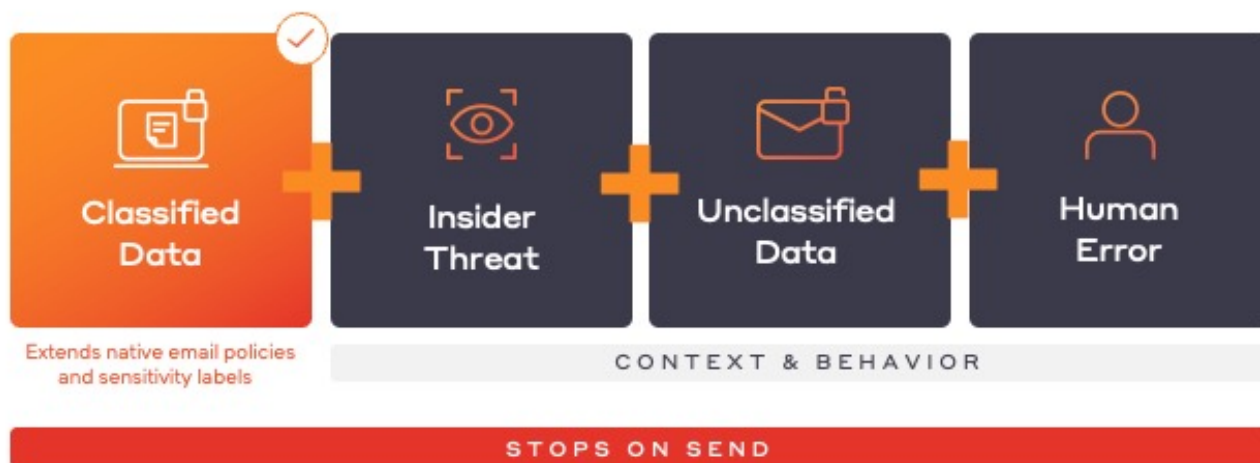 Classified
Data
Insider
Threat
Unclassified
Data
Human
Error
Extends native email policies
and sensitivity labels
CONTEXT & BEHAVIOR
STOPS ON SEND